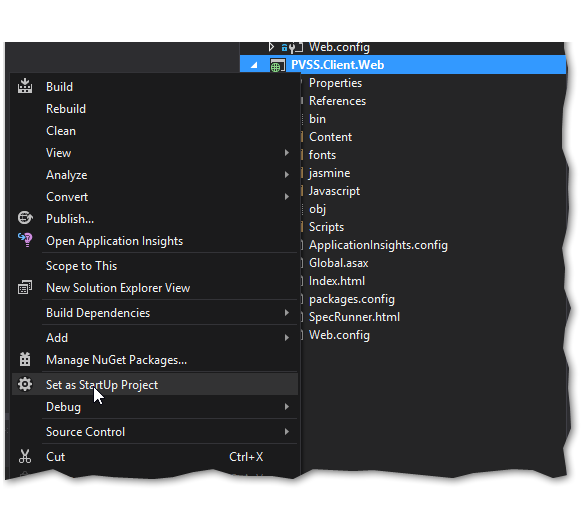 Web.config
PVSS.Client.Web
Properties
References
bin
Content
fonts
jasmine
Javascript
obj
Scripts
ApplicationInsights.config
Global.asax
Index.html
packages.config
SpecRunner.html
Web.config
Build
Rebuild
Clean
View
Analyze
Convert
Publish...
Open Application Insights
Scope to This
New Solution Explorer View
Build Dependencies
Add
Manage NuGet Packages...
Set as StartUp Project
Debug
Source Control
Cut Ctrl+X